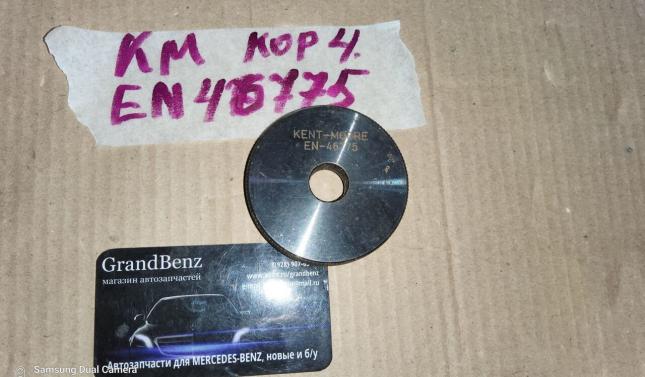 КМ КОР 4.
EN 46775
KENT-MOORE
EN-46775
GrandBenz
магазин автозапчастей
Автозапчасти для MERCEDES-BENZ, новые и б/у
Samsung Dual Camera